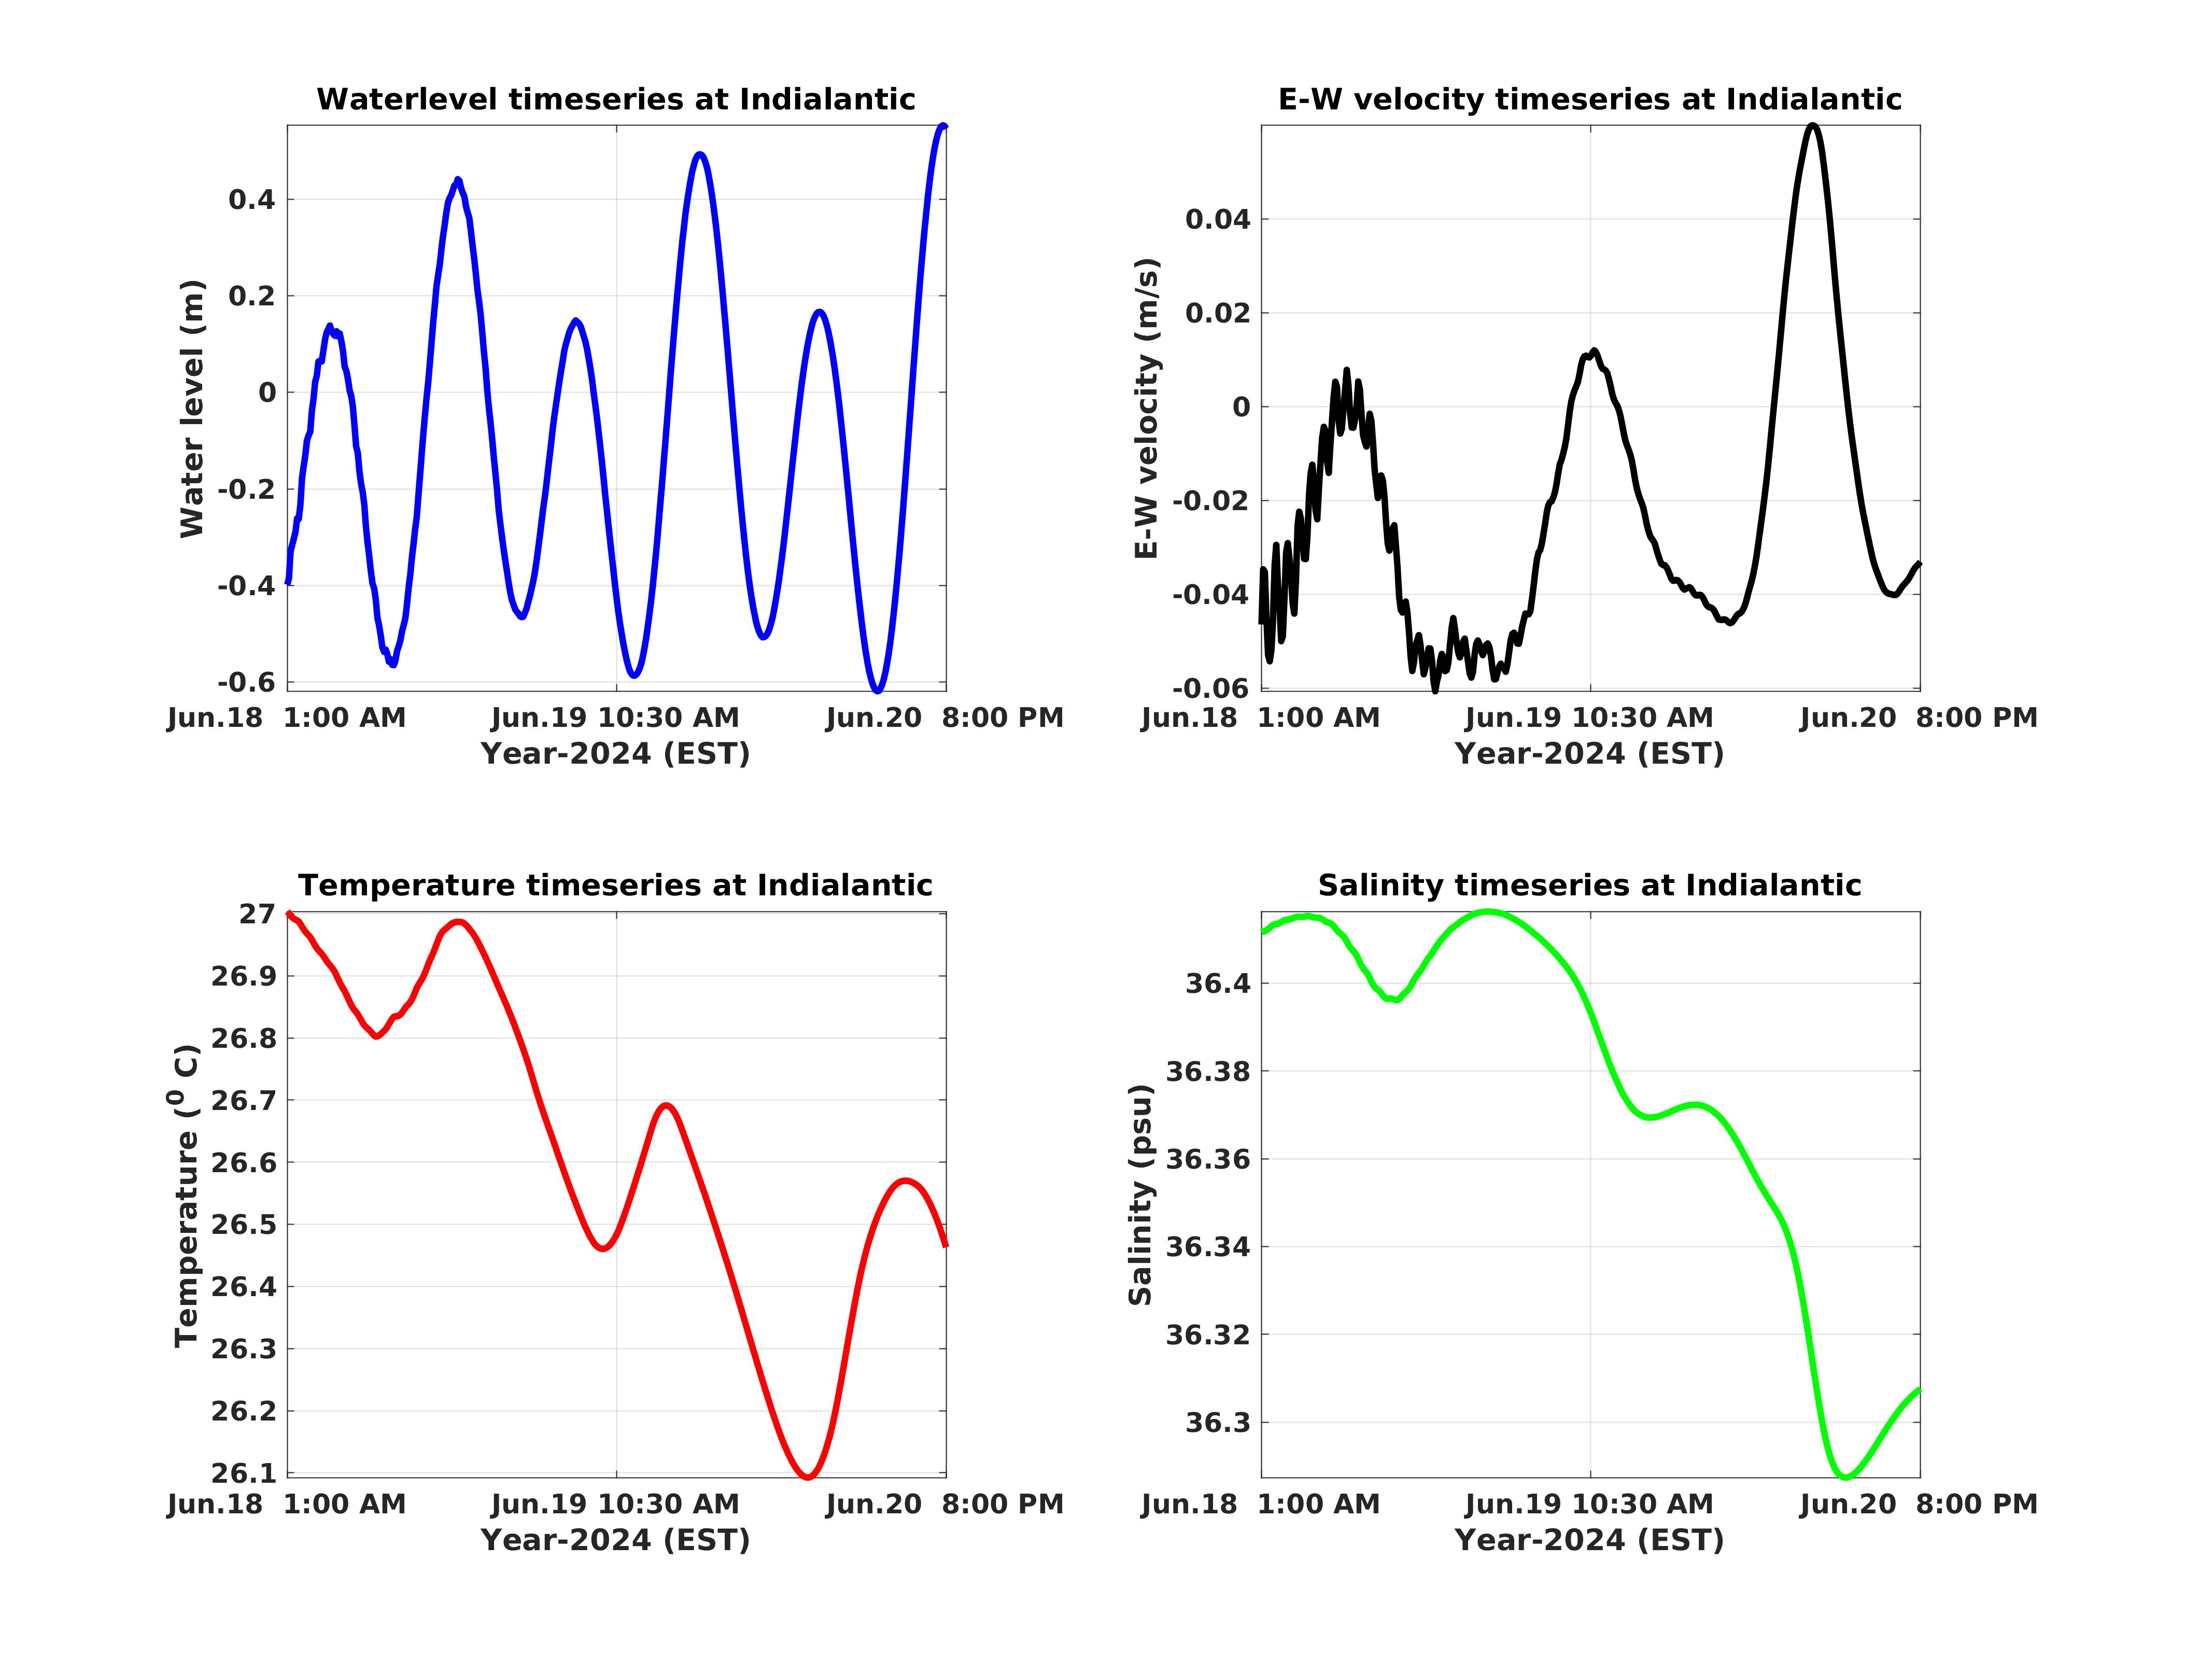 Waterlevel timeseries at Indialantic
Water level (m)
0.4
0.2
0
-0.2
-0.4
-0.6
Jun.18  1:00 AM
Jun.19 10:30 AM
Jun.20  8:00 PM
Year-2024 (EST)
E-W velocity timeseries at Indialantic
E-W velocity (m/s)
0.04
0.02
0
-0.02
-0.04
-0.06
Jun.18  1:00 AM
Jun.19 10:30 AM
Jun.20  8:00 PM
Year-2024 (EST)
Temperature timeseries at Indialantic
Temperature (⁰ C)
27
26.9
26.8
26.7
26.6
26.5
26.4
26.3
26.2
26.1
Jun.18  1:00 AM
Jun.19 10:30 AM
Jun.20  8:00 PM
Year-2024 (EST)
Salinity timeseries at Indialantic
Salinity (psu)
36.4
36.38
36.36
36.34
36.32
36.3
Jun.18  1:00 AM
Jun.19 10:30 AM
Jun.20  8:00 PM
Year-2024 (EST)